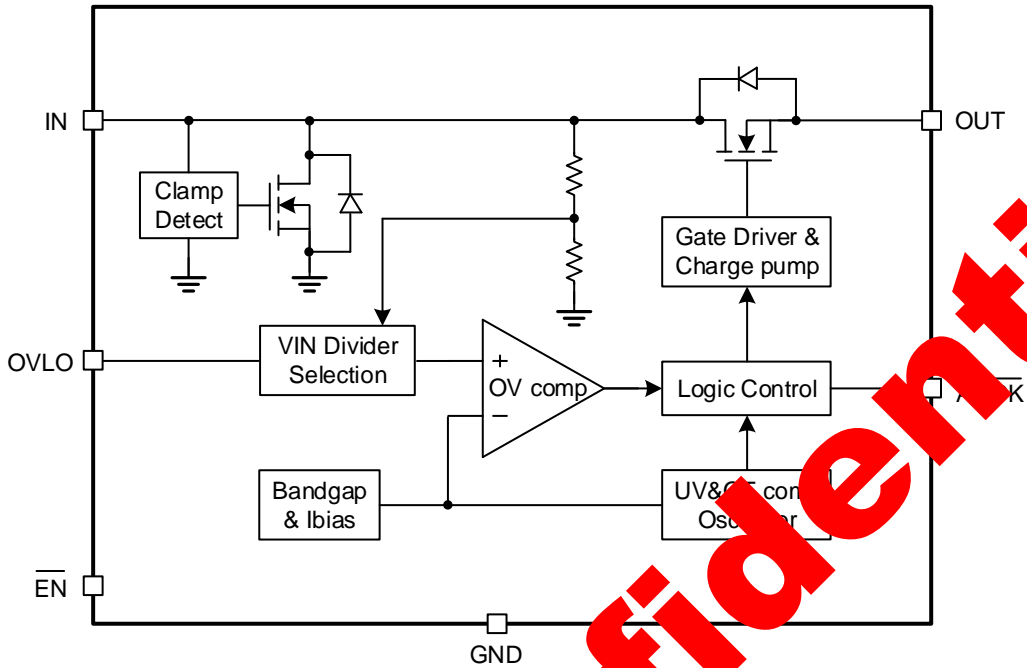 IN
OUT
Clamp
Detect
Gate Driver &
Charge pump
OVLO
VIN Divider
Selection
+
OV comp
−
Logic Control
Bandgap
& Ibias
EN
GND
fidenti